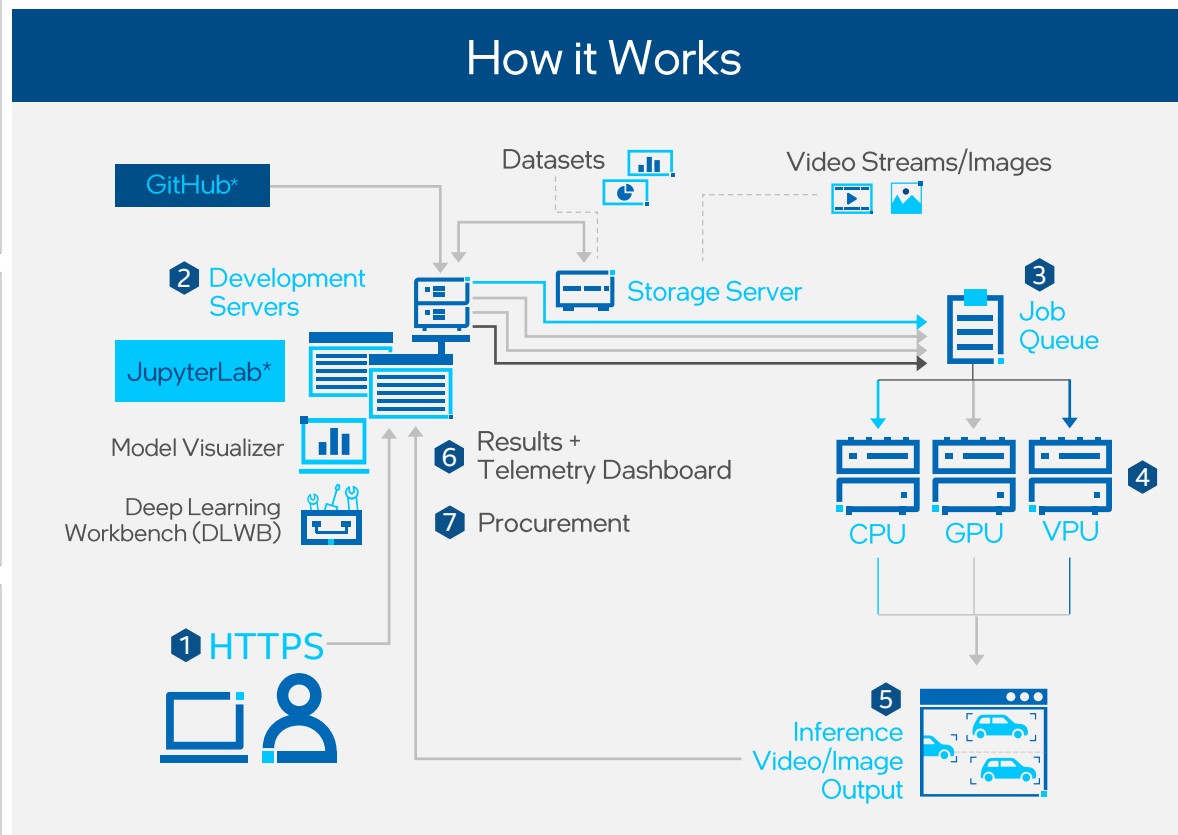 How it Works
GitHub*
Datasets
Video Streams/Images
2 Development
Servers
Storage Server
3
Job
Queue
JupyterLab*
Model Visualizer
Deep Learning
Workbench (DLWB)
6 Results +
Telemetry Dashboard
7 Procurement
4
CPU
GPU
VPU
1 HTTPS
5
Inference
Video/Image
Output